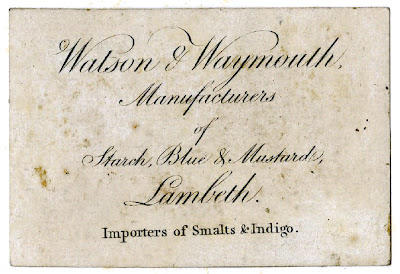 Watson & Waymouth,
Manufacturers
of
Starch, Blue & Mustard,
Lambeth.
Importers of Smalts & Indigo.